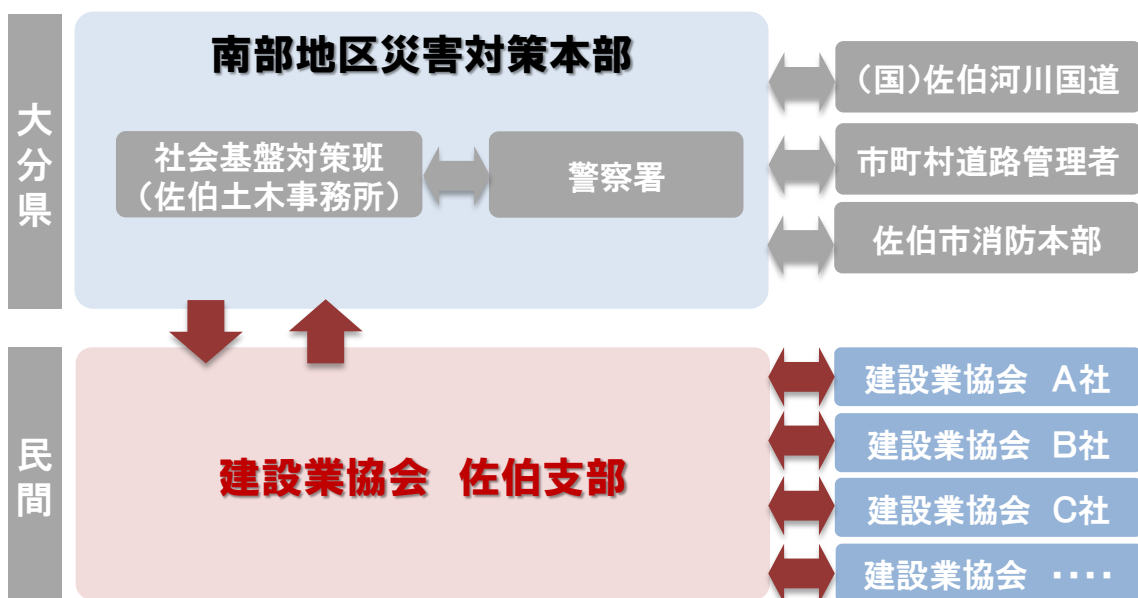 大分県
南部地区災害対策本部
社会基盤対策班
（佐伯土木事務所）
警察署
（国）佐伯河川国道
市町村道路管理者
佐伯市消防本部
民間
建設業協会　佐伯支部
建設業協会　A社
建設業協会　B社
建設業協会　C社
建設業協会　‥‥